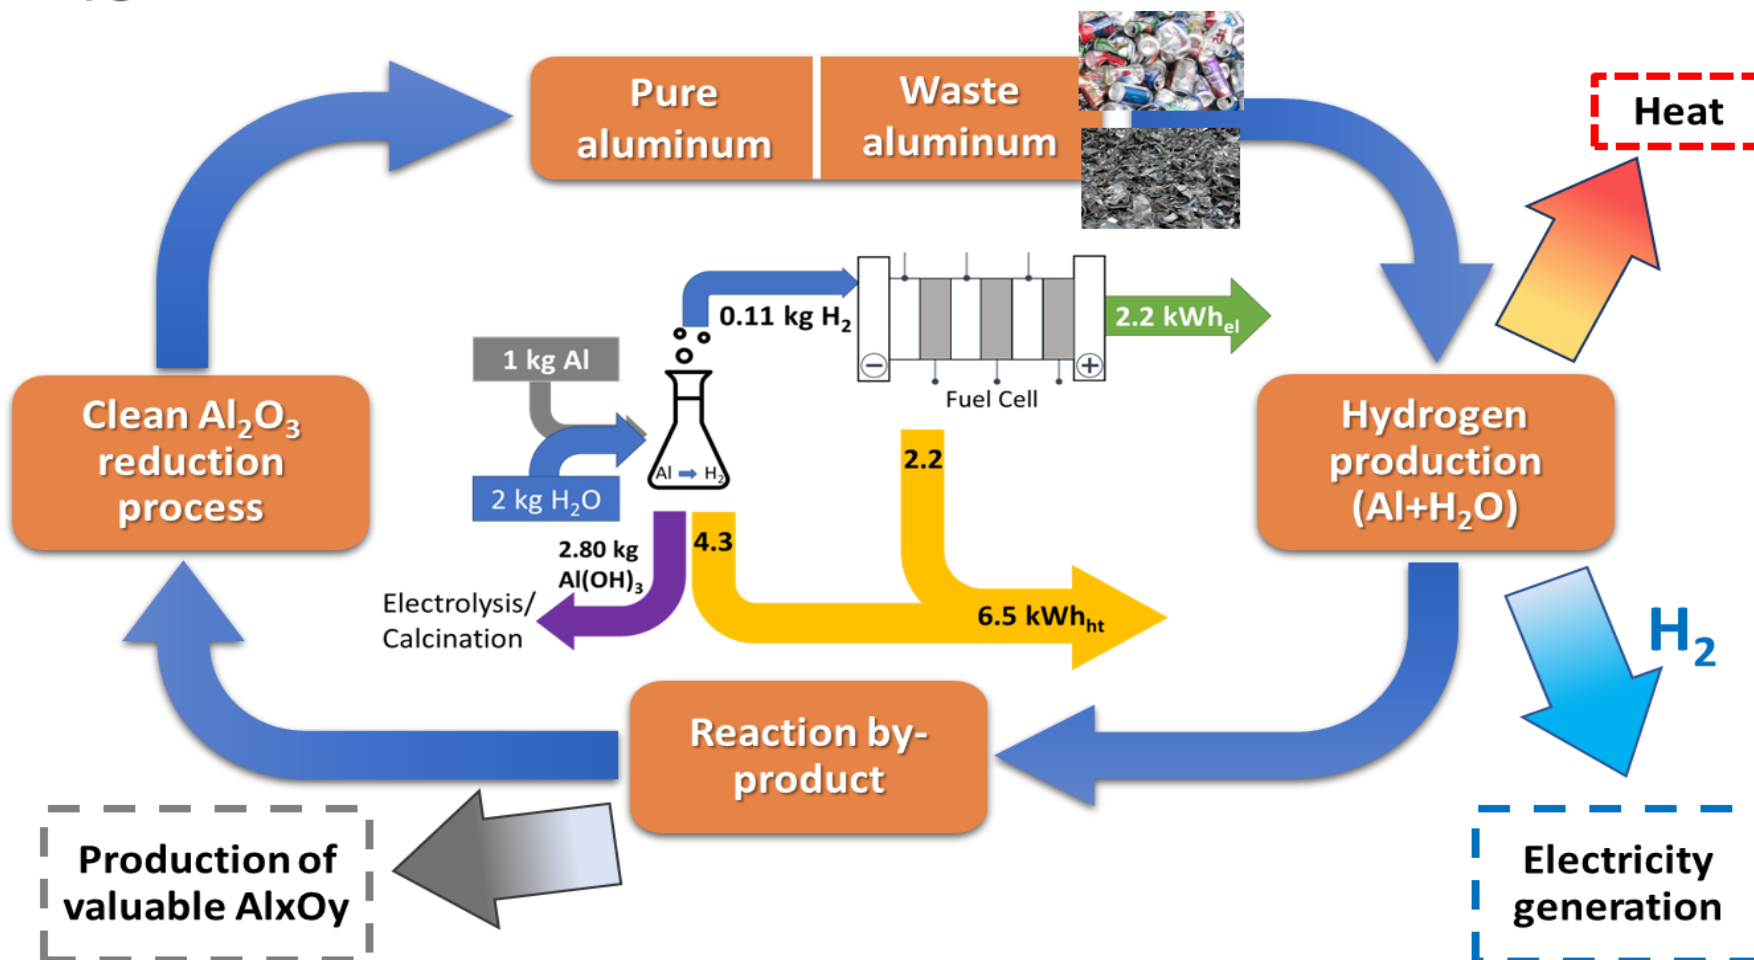 Pure
aluminum
Waste
aluminum
Heat
0.11 kg H₂
2.2 kWhₑₗ
1 kg Al
Fuel Cell
Clean Al₂O₃
reduction
process
Hydrogen
production
(Al+H₂O)
Al
H₂
2 kg H₂O
2.2
4.3
2.80 kg
Al(OH)₃
Electrolysis/
Calcination
6.5 kWhht
H₂
Reaction by-
product
Production of
valuable AlxOy
Electricity
generation